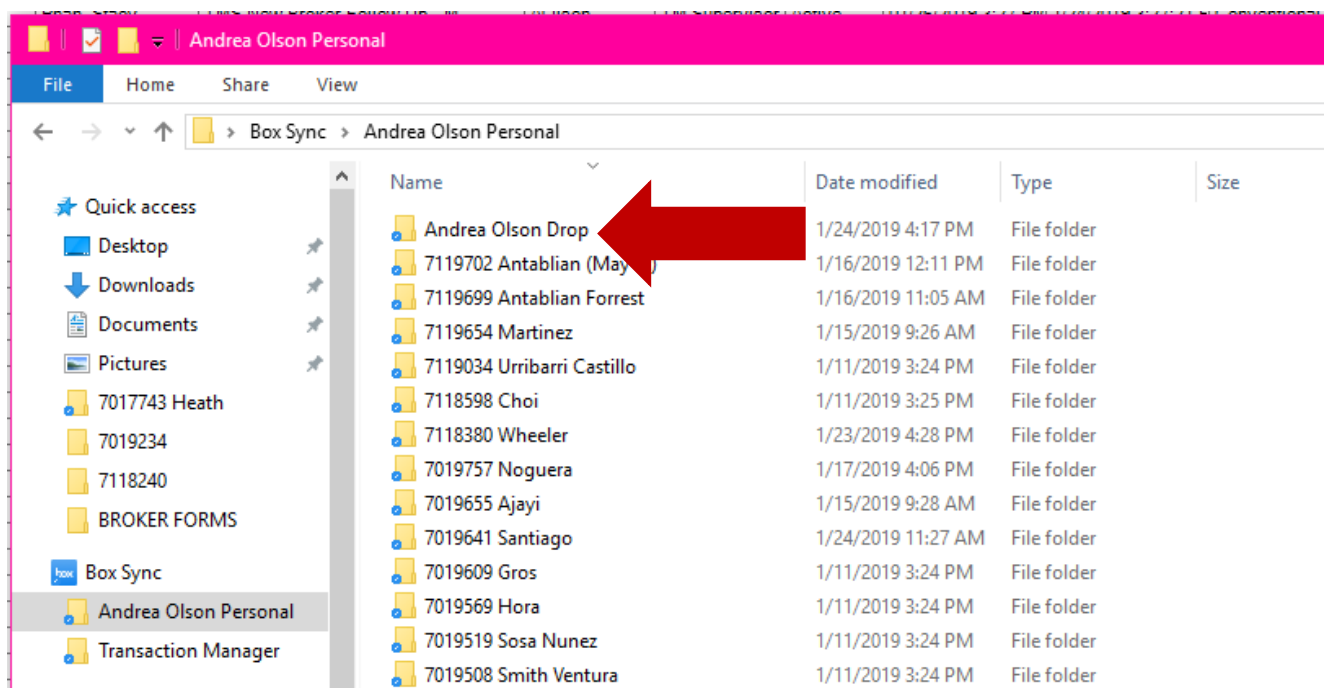 Andrea Olson Personal
File Home Share View
Box Sync Andrea Olson Personal
Name Date modified Type Size
Quick access
Desktop
Downloads
Documents
Pictures
7017743 Heath
7019234
7118240
BROKER FORMS
box Box Sync
Andrea Olson Personal
Transaction Manager
Andrea Olson Drop 1/24/2019 4:17 PM File folder
7119702 Antablian (May 1/16/2019 12:11 PM File folder
7119699 Antablian Forrest 1/16/2019 11:05 AM File folder
7119654 Martinez 1/15/2019 9:26 AM File folder
7119034 Urribarri Castillo 1/11/2019 3:24 PM File folder
7118598 Choi 1/11/2019 3:25 PM File folder
7118380 Wheeler 1/23/2019 4:28 PM File folder
7019757 Noguera 1/17/2019 4:06 PM File folder
7019655 Ajayi 1/15/2019 9:28 AM File folder
7019641 Santiago 1/24/2019 11:27 AM File folder
7019609 Gros 1/11/2019 3:24 PM File folder
7019569 Hora 1/11/2019 3:24 PM File folder
7019519 Sosa Nunez 1/11/2019 3:24 PM File folder
7019508 Smith Ventura 1/11/2019 3:24 PM File folder